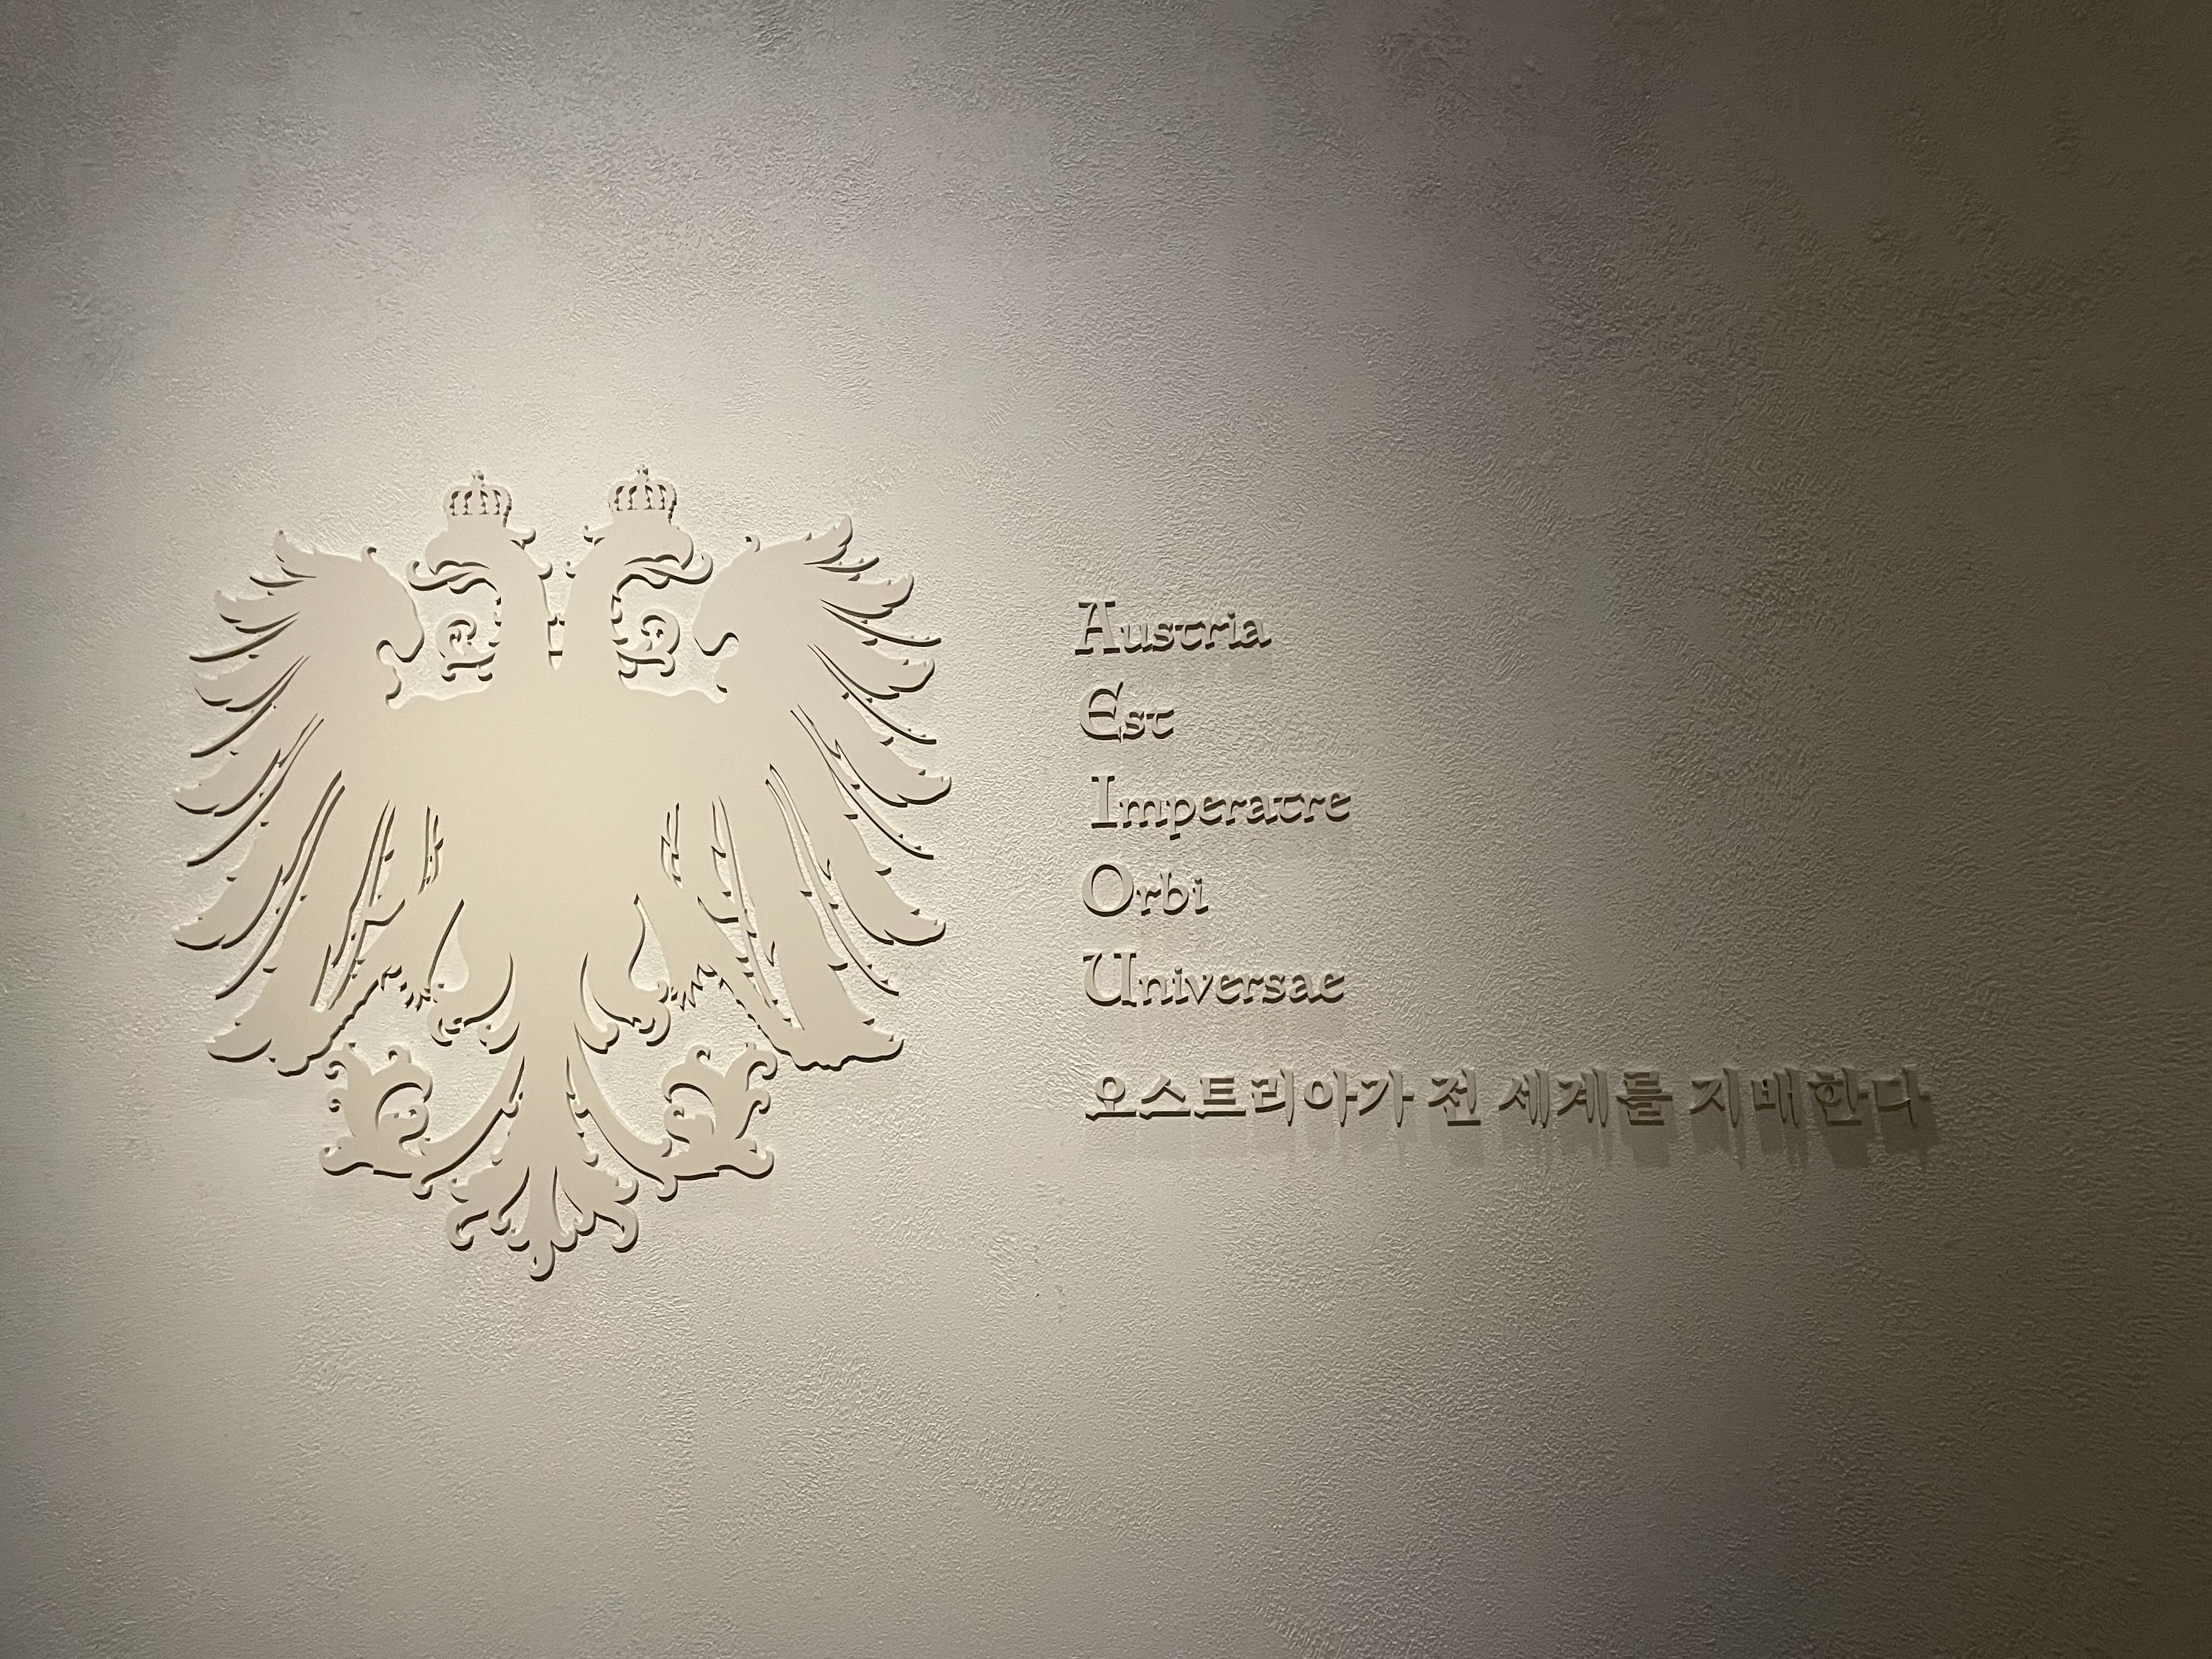 Austria
Est
Imperatre
Orbi
Universae
오스트리아가 전 세계를 지배한다